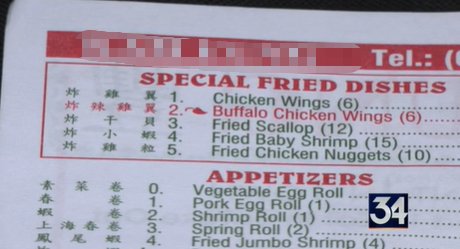 Tel.: (
SPECIAL FRIED DISHES
炸 雞 翼 1. Chicken Wings (6)
炸 辣 雞 翼 2. Buffalo Chicken Wings (6)
炸 干 貝 3. Fried Scallop (12)
炸 小 蝦 4. Fried Baby Shrimp (15)
炸 雞 粒 5. Fried Chicken Nuggets (10)
APPETIZERS
素 菜 卷 0. Vegetable Egg Roll
春 卷 1. Pork Egg Roll (1)
蝦 卷 2. Shrimp Roll (1)
上 海 春 卷 3. Spring Roll (2)
鳳 尾 蝦 4. Fried Jumbo Shrimp (4)
34